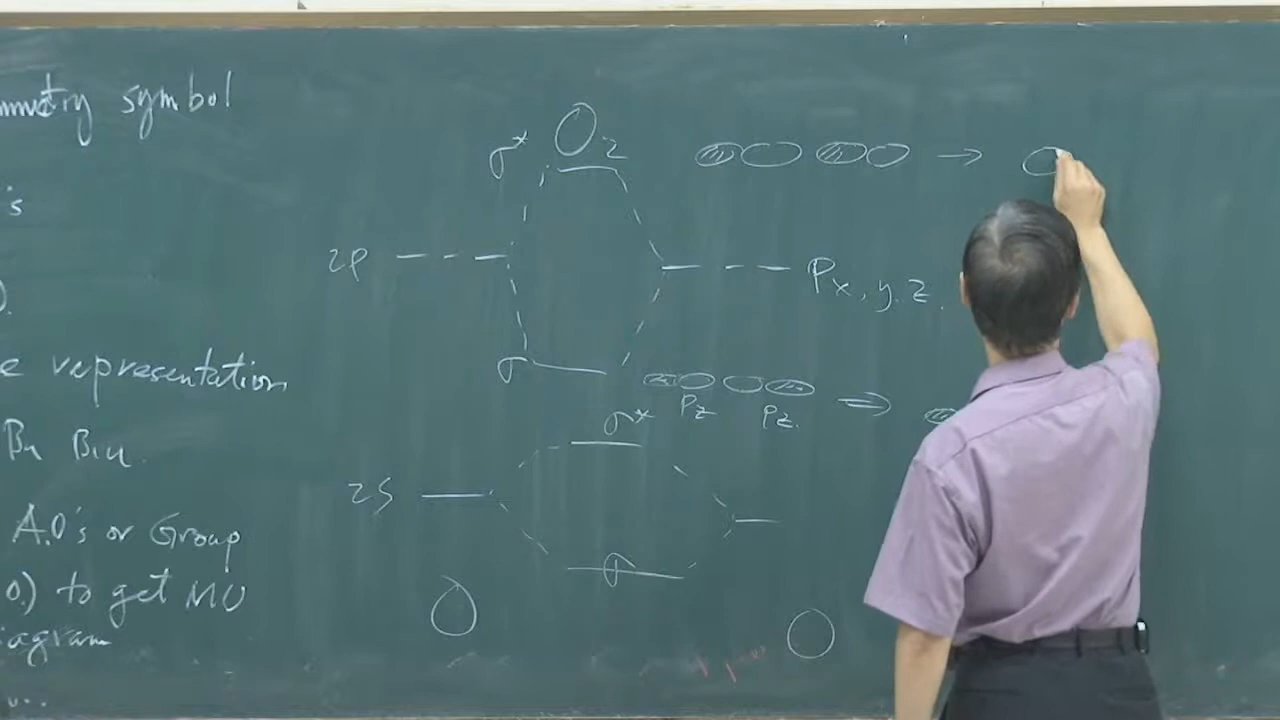 mmetry symbol
's
).
e representation
Bu Biu.
A.O's or Group
o.) to get MO
iagram
O2
σ*
2P
Px, y, z.
σ
Pz Pz.
σ*
2S
σ
O O